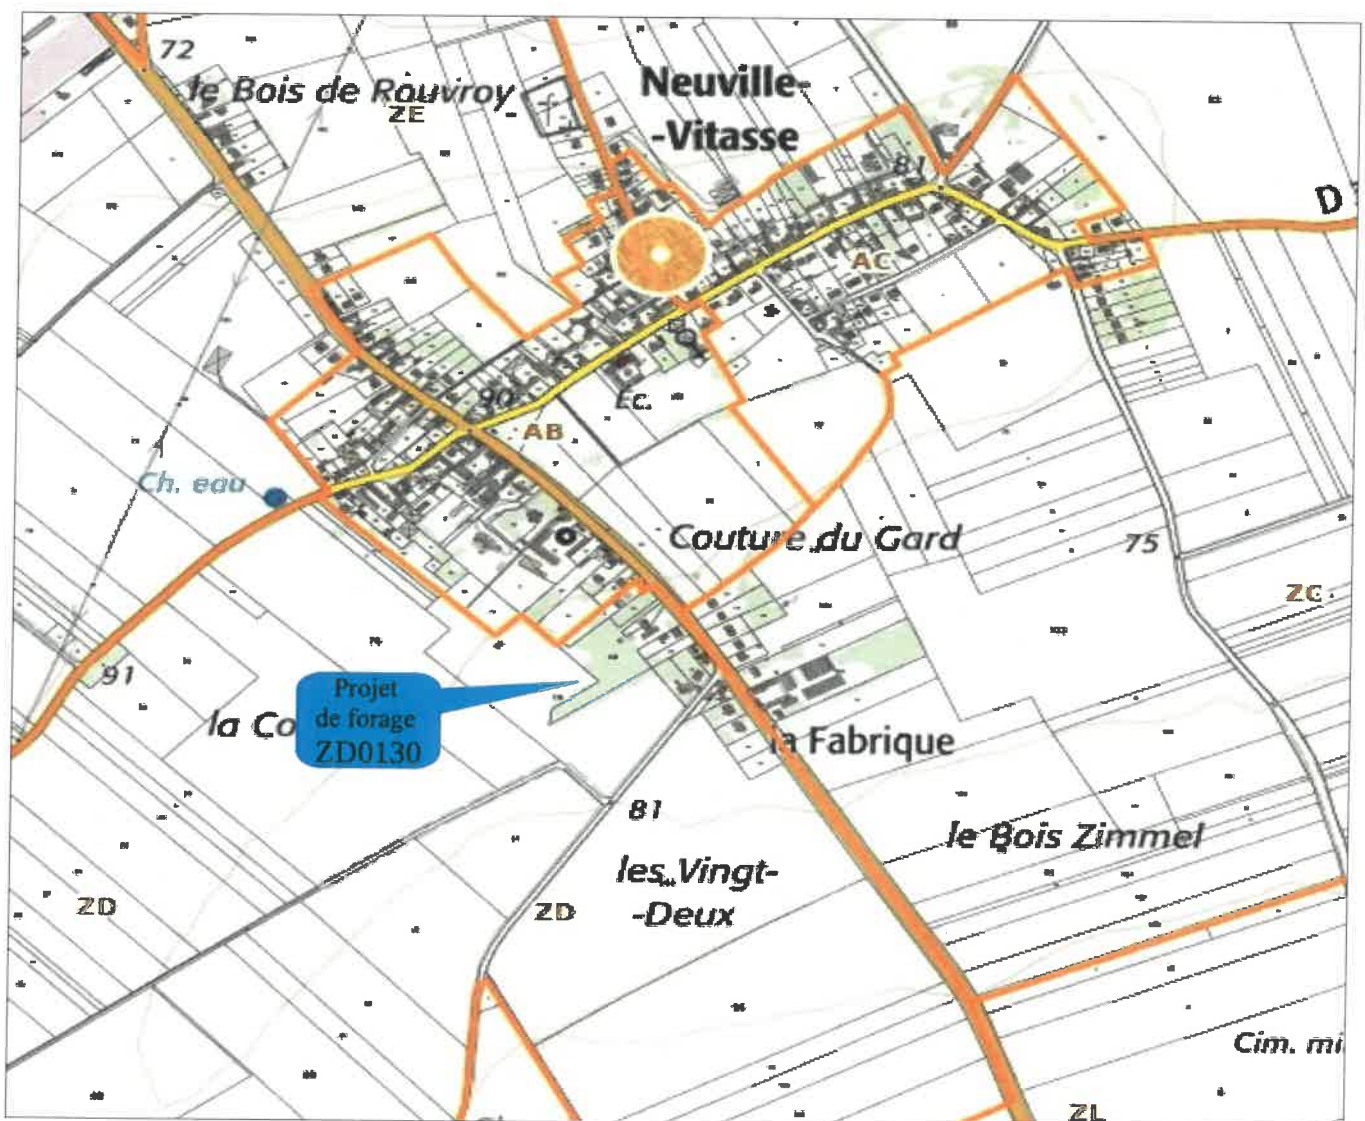 72
le Bois de Rouvroy
ZE
Neuville-
-Vitasse
81
D
AC
90
Ec.
AB
Ch. eau
Couture du Gard
75
ZC
91
Projet
de forage
ZD0130
la Co
la Fabrique
81
le Bois Zimmel
les Vingt-
-Deux
ZD
ZD
Cim. mi
ZL